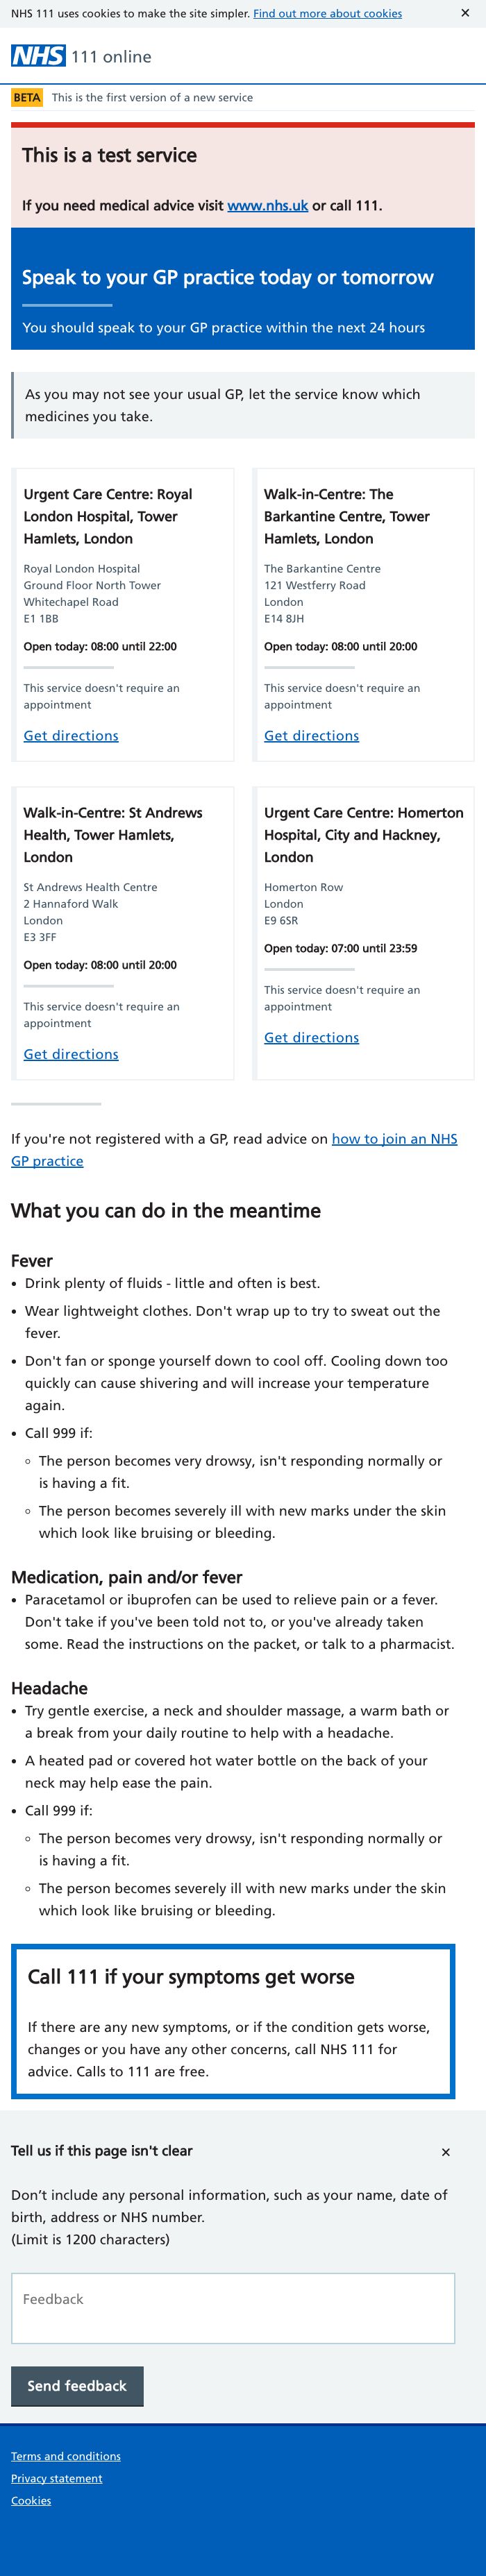 NHS 111 uses cookies to make the site simpler. Find out more about cookies ✕
NHS 111 online
BETA This is the first version of a new service
This is a test service
If you need medical advice visit www.nhs.uk or call 111.
Speak to your GP practice today or tomorrow
You should speak to your GP practice within the next 24 hours
As you may not see your usual GP, let the service know which
medicines you take.
Urgent Care Centre: Royal
London Hospital, Tower
Hamlets, London
Royal London Hospital
Ground Floor North Tower
Whitechapel Road
E1 1BB
Open today: 08:00 until 22:00
This service doesn't require an
appointment
Get directions
Walk-in-Centre: The
Barkantine Centre, Tower
Hamlets, London
The Barkantine Centre
121 Westferry Road
London
E14 8JH
Open today: 08:00 until 20:00
This service doesn't require an
appointment
Get directions
Walk-in-Centre: St Andrews
Health, Tower Hamlets,
London
St Andrews Health Centre
2 Hannaford Walk
London
E3 3FF
Open today: 08:00 until 20:00
This service doesn't require an
appointment
Get directions
Urgent Care Centre: Homerton
Hospital, City and Hackney,
London
Homerton Row
London
E9 6SR
Open today: 07:00 until 23:59
This service doesn't require an
appointment
Get directions
If you're not registered with a GP, read advice on how to join an NHS
GP practice
What you can do in the meantime
Fever
• Drink plenty of fluids - little and often is best.
• Wear lightweight clothes. Don't wrap up to try to sweat out the
fever.
• Don't fan or sponge yourself down to cool off. Cooling down too
quickly can cause shivering and will increase your temperature
again.
• Call 999 if:
◦ The person becomes very drowsy, isn't responding normally or
is having a fit.
◦ The person becomes severely ill with new marks under the skin
which look like bruising or bleeding.
Medication, pain and/or fever
• Paracetamol or ibuprofen can be used to relieve pain or a fever.
Don't take if you've been told not to, or you've already taken
some. Read the instructions on the packet, or talk to a pharmacist.
Headache
• Try gentle exercise, a neck and shoulder massage, a warm bath or
a break from your daily routine to help with a headache.
• A heated pad or covered hot water bottle on the back of your
neck may help ease the pain.
• Call 999 if:
◦ The person becomes very drowsy, isn't responding normally or
is having a fit.
◦ The person becomes severely ill with new marks under the skin
which look like bruising or bleeding.
Call 111 if your symptoms get worse
If there are any new symptoms, or if the condition gets worse,
changes or you have any other concerns, call NHS 111 for
advice. Calls to 111 are free.
Tell us if this page isn't clear ✕
Don’t include any personal information, such as your name, date of
birth, address or NHS number.
(Limit is 1200 characters)
Feedback
Send feedback
Terms and conditions
Privacy statement
Cookies